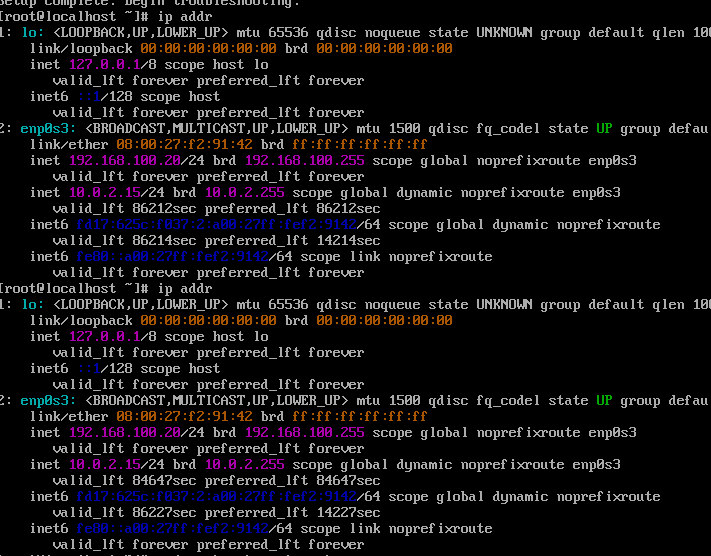 Setup complete. Begin troubleshooting.
[root@localhost ~]# ip addr
1: lo: <LOOPBACK,UP,LOWER_UP> mtu 65536 qdisc noqueue state UNKNOWN group default qlen 100
link/loopback 00:00:00:00:00:00 brd 00:00:00:00:00:00
inet 127.0.0.1/8 scope host lo
valid_lft forever preferred_lft forever
inet6 ::1/128 scope host
valid_lft forever preferred_lft forever
2: enp0s3: <BROADCAST,MULTICAST,UP,LOWER_UP> mtu 1500 qdisc fq_codel state UP group defau
link/ether 08:00:27:f2:91:42 brd ff:ff:ff:ff:ff:ff
inet 192.168.100.20/24 brd 192.168.100.255 scope global noprefixroute enp0s3
valid_lft forever preferred_lft forever
inet 10.0.2.15/24 brd 10.0.2.255 scope global dynamic noprefixroute enp0s3
valid_lft 86212sec preferred_lft 86212sec
inet6 fd17:625c:f037:2:a00:27ff:fef2:9142/64 scope global dynamic noprefixroute
valid_lft 86214sec preferred_lft 14214sec
inet6 fe80::a00:27ff:fef2:9142/64 scope link noprefixroute
valid_lft forever preferred_lft forever
[root@localhost ~]# ip addr
1: lo: <LOOPBACK,UP,LOWER_UP> mtu 65536 qdisc noqueue state UNKNOWN group default qlen 100
link/loopback 00:00:00:00:00:00 brd 00:00:00:00:00:00
inet 127.0.0.1/8 scope host lo
valid_lft forever preferred_lft forever
inet6 ::1/128 scope host
valid_lft forever preferred_lft forever
2: enp0s3: <BROADCAST,MULTICAST,UP,LOWER_UP> mtu 1500 qdisc fq_codel state UP group defau
link/ether 08:00:27:f2:91:42 brd ff:ff:ff:ff:ff:ff
inet 192.168.100.20/24 brd 192.168.100.255 scope global noprefixroute enp0s3
valid_lft forever preferred_lft forever
inet 10.0.2.15/24 brd 10.0.2.255 scope global dynamic noprefixroute enp0s3
valid_lft 84647sec preferred_lft 84647sec
inet6 fd17:625c:f037:2:a00:27ff:fef2:9142/64 scope global dynamic noprefixroute
valid_lft 86227sec preferred_lft 14227sec
inet6 fe80::a00:27ff:fef2:9142/64 scope link noprefixroute
valid_lft forever preferred_lft forever